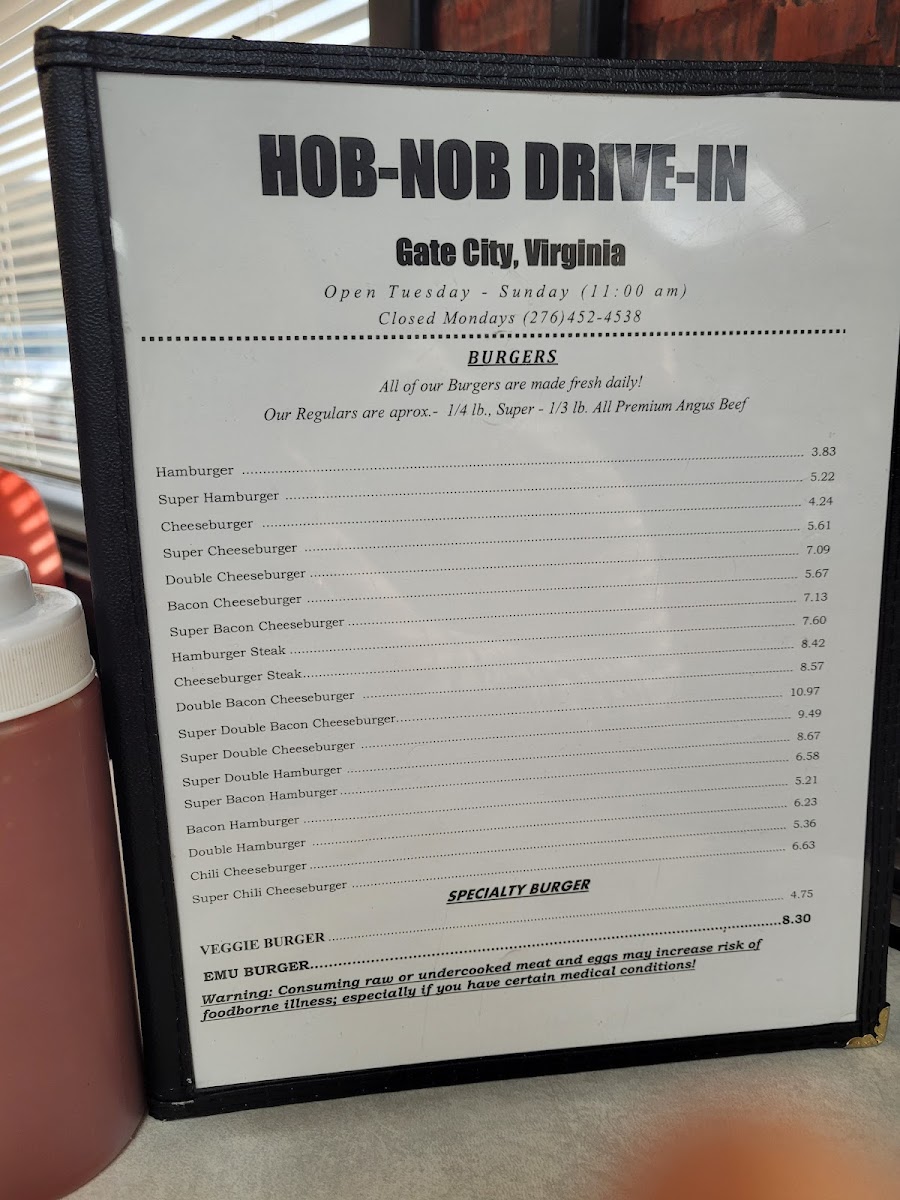 HOB-NOB DRIVE-IN
Gate City, Virginia
Open Tuesday - Sunday (11:00 am)
Closed Mondays (276)452-4538
BURGERS
All of our Burgers are made fresh daily!
Our Regulars are aprox.- 1/4 lb., Super - 1/3 lb. All Premium Angus Beef
Hamburger 3.83
Super Hamburger 5.22
Cheeseburger 4.24
Super Cheeseburger 5.61
Double Cheeseburger 7.09
Bacon Cheeseburger 5.67
Super Bacon Cheeseburger 7.13
Hamburger Steak 7.60
Cheeseburger Steak 8.42
Double Bacon Cheeseburger 8.57
Super Double Bacon Cheeseburger 10.97
Super Double Cheeseburger 9.49
Super Double Hamburger 8.67
Super Bacon Hamburger 6.58
Bacon Hamburger 5.21
Double Hamburger 6.23
Chili Cheeseburger 5.36
Super Chili Cheeseburger 6.63
SPECIALTY BURGER
VEGGIE BURGER 4.75
EMU BURGER 8.30
Warning: Consuming raw or undercooked meat and eggs may increase risk of
foodborne illness; especially if you have certain medical conditions!